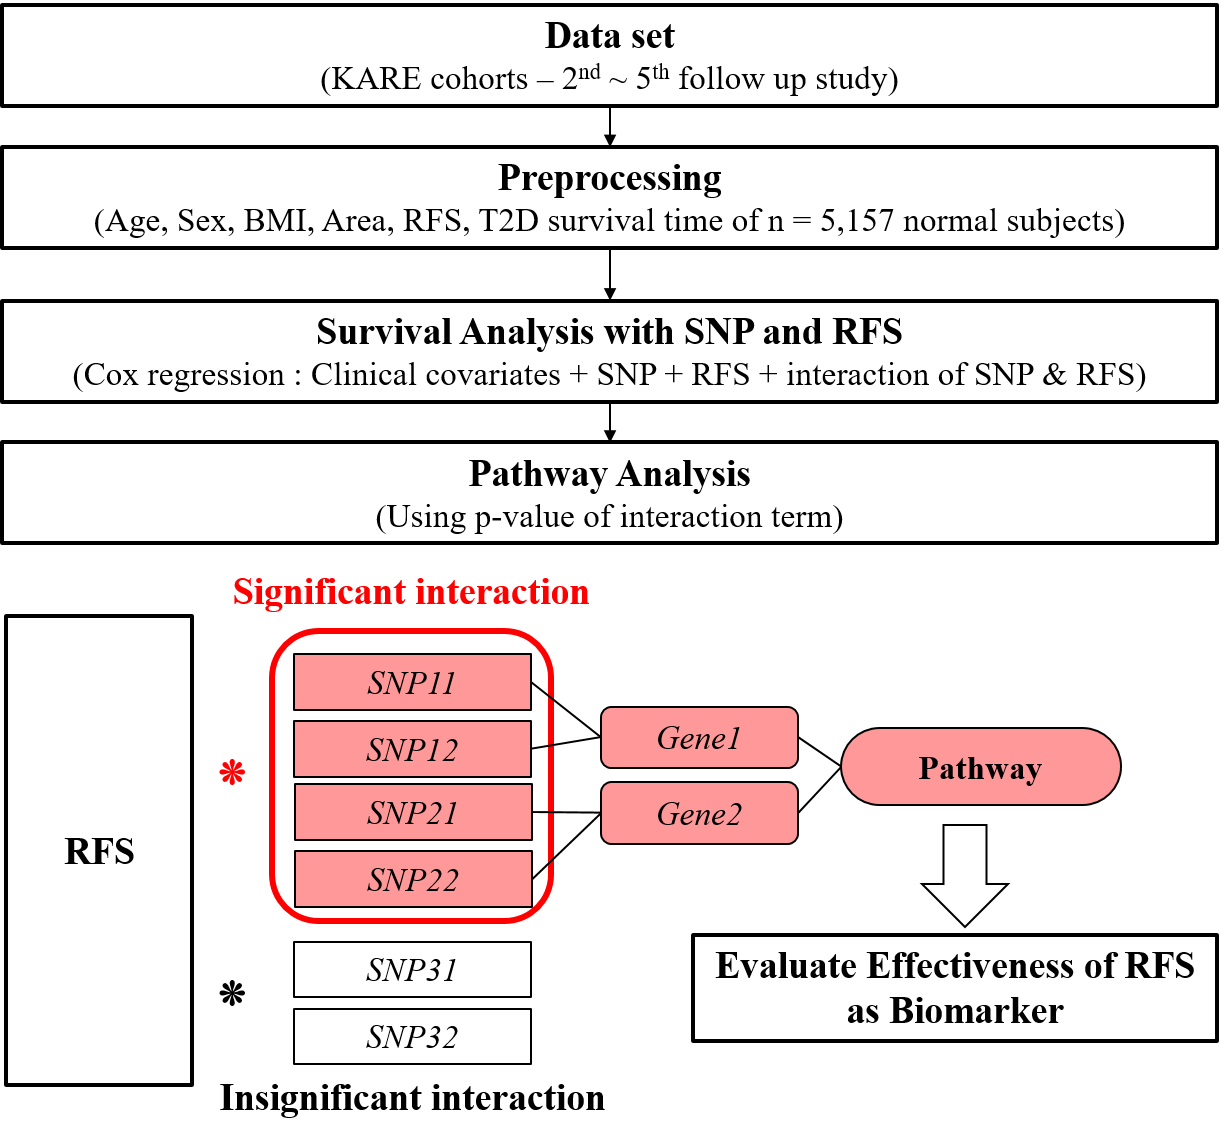 Data set
(KARE cohorts – 2nd ~ 5th follow up study)
Preprocessing
(Age, Sex, BMI, Area, RFS, T2D survival time of n = 5,157 normal subjects)
Survival Analysis with SNP and RFS
(Cox regression : Clinical covariates + SNP + RFS + interaction of SNP & RFS)
Pathway Analysis
(Using p-value of interaction term)
Significant interaction
RFS
*
SNP11
SNP12
SNP21
SNP22
Gene1
Gene2
Pathway
*
SNP31
SNP32
Insignificant interaction
Evaluate Effectiveness of RFS
as Biomarker